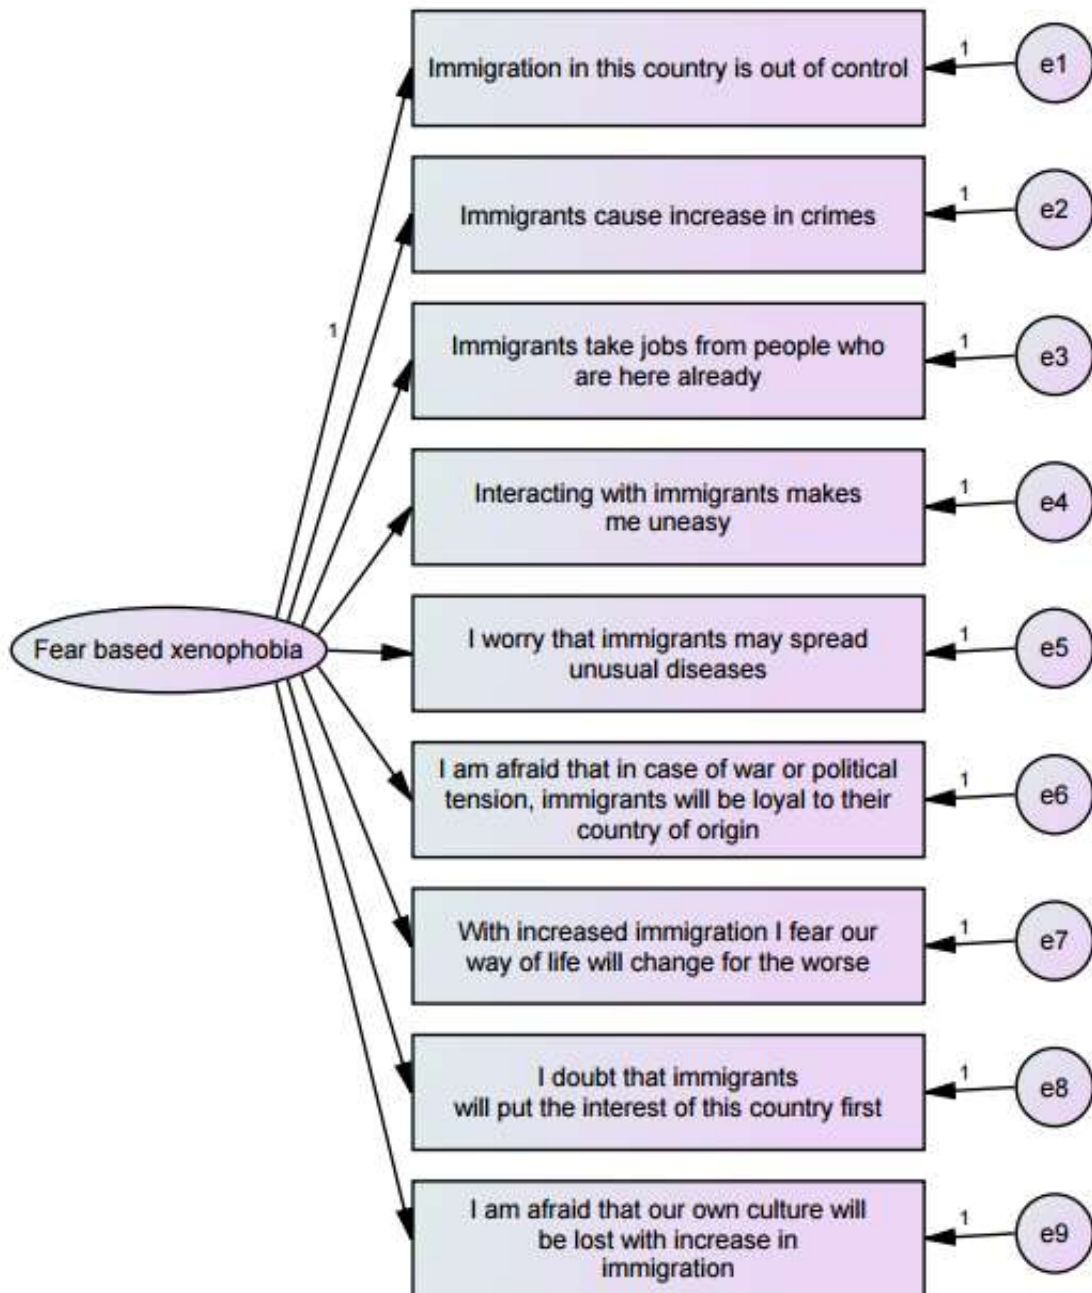 Immigration in this country is out of control
1
e1
Immigrants cause increase in crimes
1
e2
1
Immigrants take jobs from people who
are here already
1
e3
Interacting with immigrants makes
me uneasy
1
e4
Fear based xenophobia
I worry that immigrants may spread
unusual diseases
1
e5
I am afraid that in case of war or political
tension, immigrants will be loyal to their
country of origin
1
e6
With increased immigration I fear our
way of life will change for the worse
1
e7
I doubt that immigrants
will put the interest of this country first
1
e8
I am afraid that our own culture will
be lost with increase in
immigration
1
e9